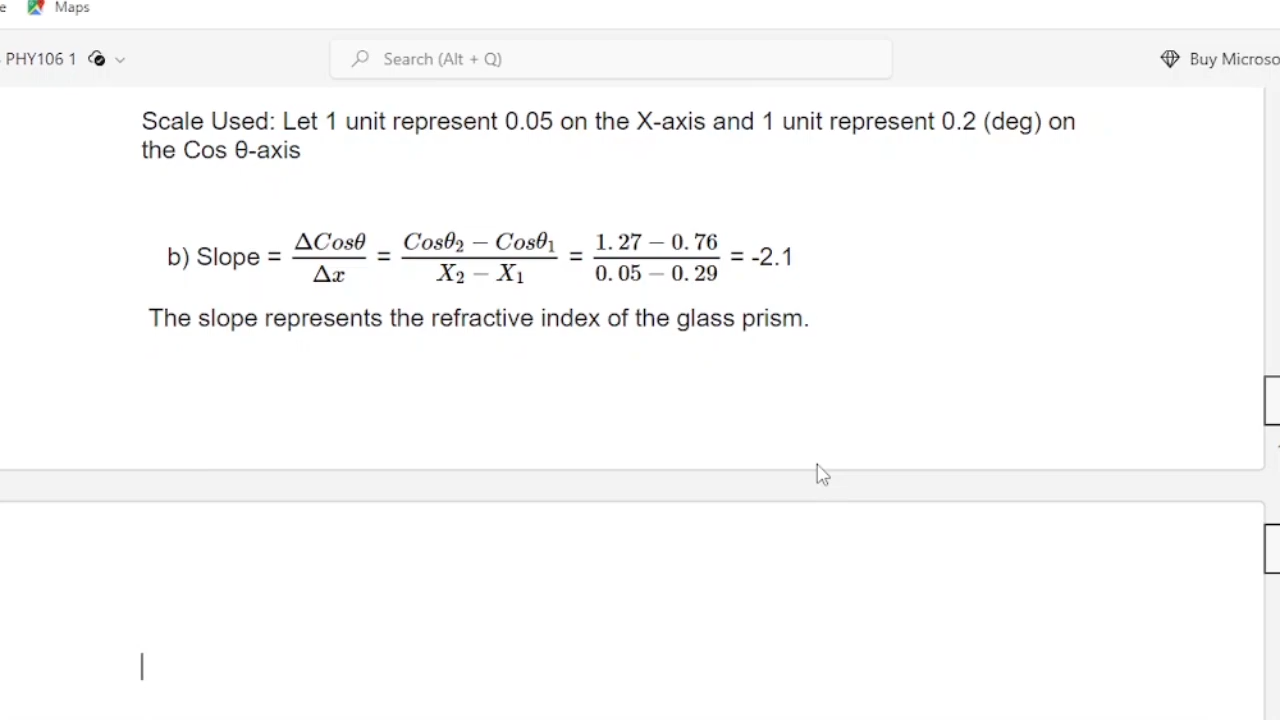 e Maps
PHY106 1
Search (Alt + Q)
Buy Microso
Scale Used: Let 1 unit represent 0.05 on the X-axis and 1 unit represent 0.2 (deg) on
the Cos θ-axis
b) Slope = ΔCosθ / Δx = Cosθ₂ − Cosθ₁ / X₂ − X₁ = 1.27 − 0.76 / 0.05 − 0.29 = -2.1
The slope represents the refractive index of the glass prism.